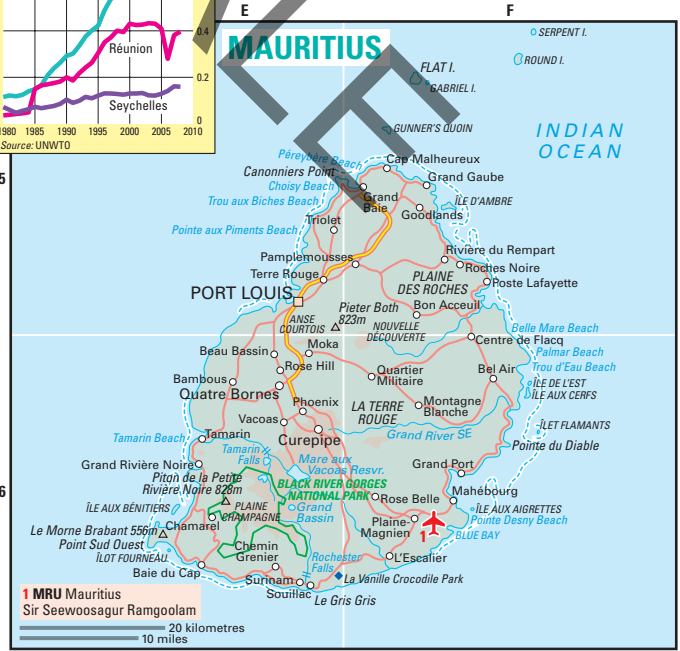 E
F
0.4
0.2
0
Réunion
Seychelles
1980 1985 1990 1995 2000 2005 2010
Source: UNWTO
MAURITIUS
SERPENT I.
ROUND I.
FLAT I.
GABRIEL I.
GUNNER'S QUOIN
INDIAN
OCEAN
5
Péreybère Beach
Cap Malheureux
Canonniers Point
Grand Gaube
Choisy Beach
Grand
Baie
Trou aux Biches Beach
ÎLE D'AMBRE
Goodlands
Triolet
Pointe aux Piments Beach
Rivière du Rempart
Pamplemousses
Roches Noire
Terre Rouge
PLAINE
DES ROCHES
Poste Lafayette
PORT LOUIS
Pieter Both
823m
Bon Acceuil
ANSE
COURTOIS
NOUVELLE
DÉCOUVERTE
Belle Mare Beach
Centre de Flacq
Moka
Palmar Beach
Beau Bassin
Trou d'Eau Beach
Rose Hill
Bel Air
Quartier
Militaire
Bambous
ÎLE DE L'EST
ÎLE AUX CERFS
Quatre Bornes
Phoenix
LA TERRE
ROUGE
Montagne
Blanche
Vacoas
ÎLET FLAMANTS
Tamarin Beach
Tamarin
Curepipe
Grand River SE
Pointe du Diable
Tamarin
Falls
Mare aux
Vacoas Resvr.
Grand Rivière Noire
Grand Port
Piton de la Petite
Rivière Noire 828m
BLACK RIVER GORGES
NATIONAL PARK
6
Mahébourg
Rose Belle
ÎLE AUX BÉNITIERS
PLAINE
CHAMPAGNE
Grand
Bassin
ÎLE AUX AIGRETTES
Pointe Desny Beach
Le Morne Brabant 556m
Chamarel
Plaine-
Magnien
1
BLUE BAY
Point Sud Ouest
Chemin
Grenier
ÎLOT FOURNEAU
Rochester
Falls
L'Escalier
Baie du Cap
Surinam
La Vanille Crocodile Park
Souillac
Le Gris Gris
1 MRU Mauritius
Sir Seewoosagur Ramgoolam
20 kilometres
10 miles